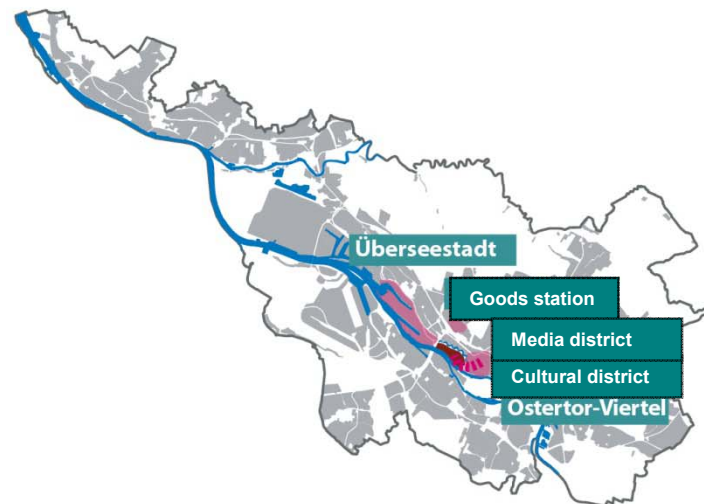 Überseestadt
Goods station
Media district
Cultural district
Ostertor-Viertel